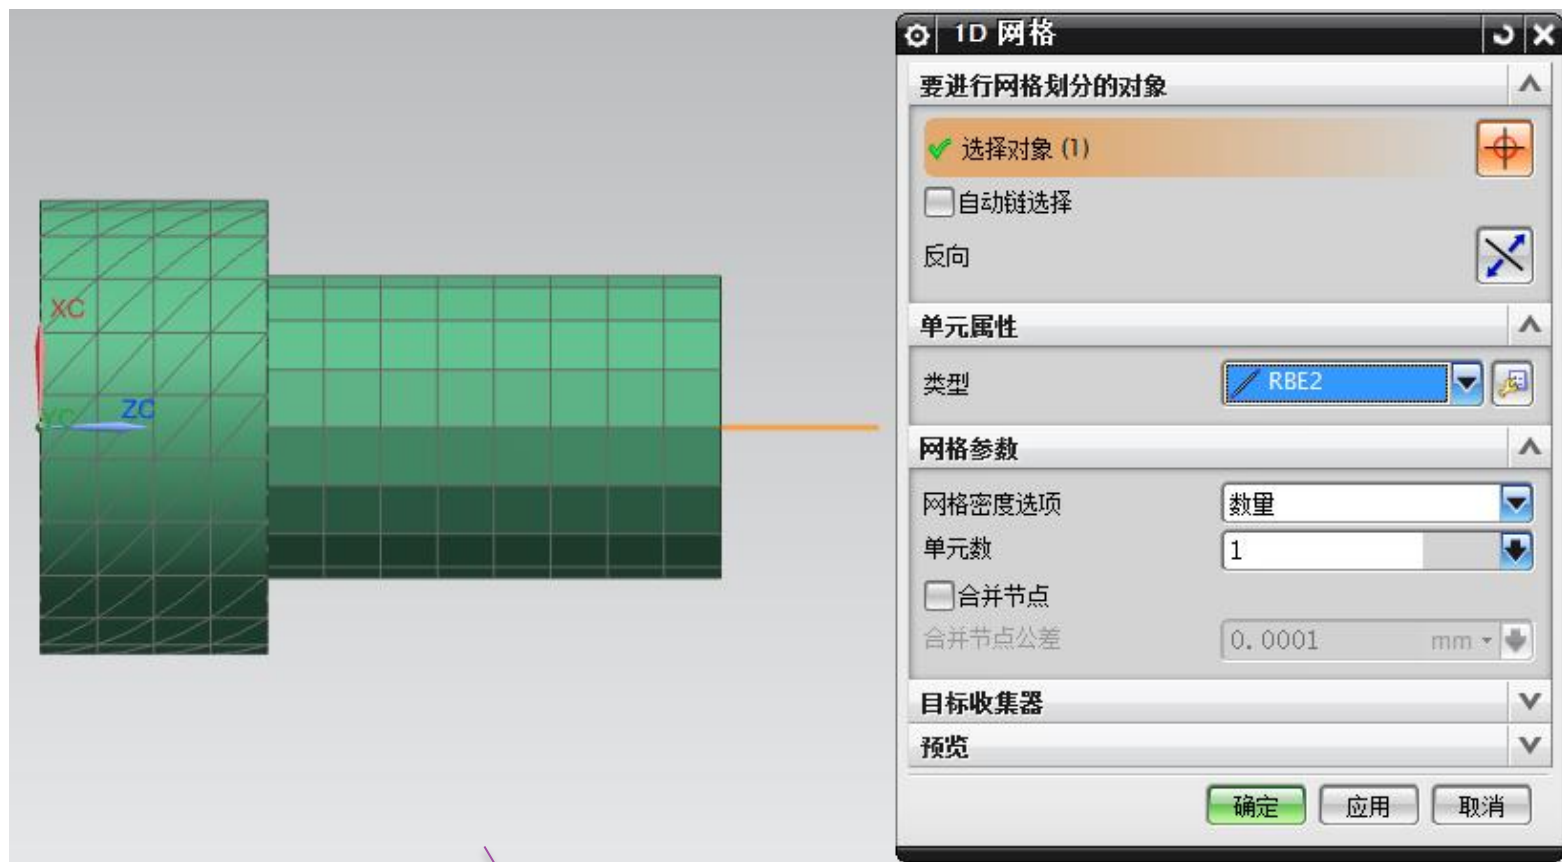 1D 网格
要进行网格划分的对象
选择对象 (1)
自动链选择
反向
单元属性
类型 RBE2
网格参数
网格密度选项 数量
单元数 1
合并节点
合并节点公差 0.0001 mm
目标收集器
预览
确定 应用 取消
XC
YC ZC